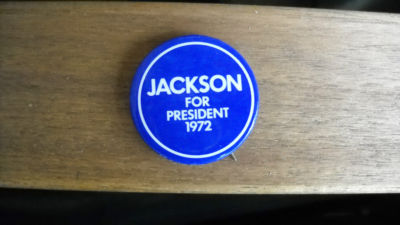 JACKSON
FOR
PRESIDENT
1972